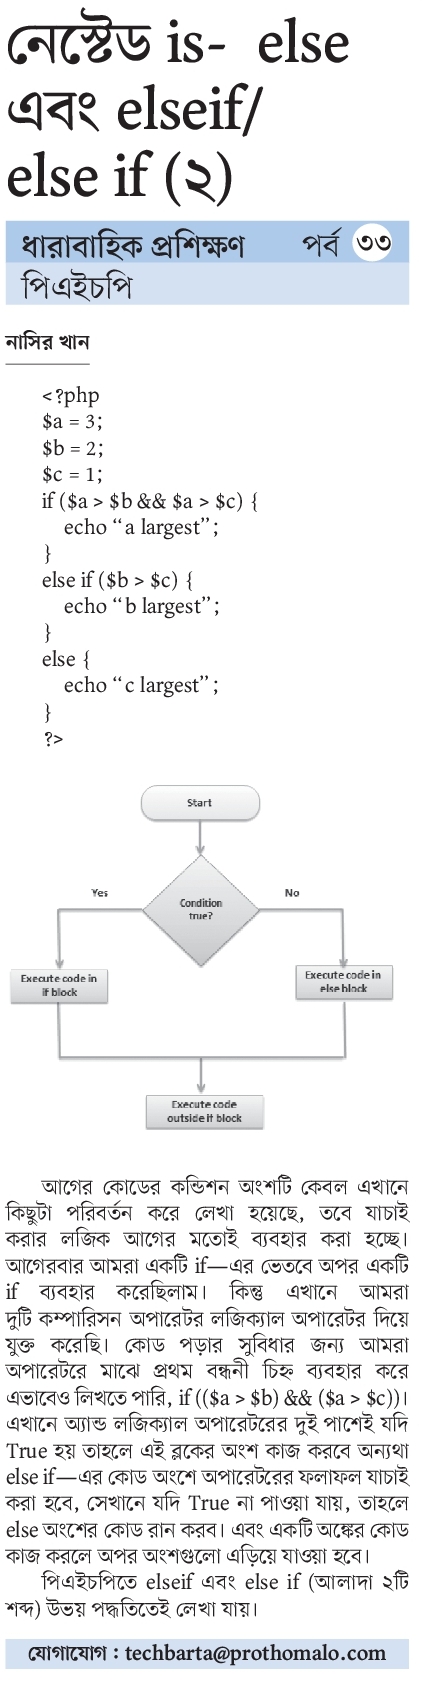 নেস্টেড is- else
এবং elseif/
else if (২)
ধারাবাহিক প্রশিক্ষণ পর্ব ৩৩
পিএইচপি
নাসির খান
<?php
$a = 3;
$b = 2;
$c = 1;
if ($a > $b && $a > $c) {
echo “a largest”;
}
else if ($b > $c) {
echo “b largest”;
}
else {
echo “c largest”;
}
?>
Start
Yes
No
Condition
true?
Execute code in
if block
Execute code in
else block
Execute code
outside if block
আগের কোডের কন্ডিশন অংশটি কেবল এখানে
কিছুটা পরিবর্তন করে লেখা হয়েছে, তবে যাচাই
করার লজিক আগের মতোই ব্যবহার করা হচ্ছে।
আগেরবার আমরা একটি if—এর ভেতবে অপর একটি
if ব্যবহার করেছিলাম। কিন্তু এখানে আমরা
দুটি কম্পারিসন অপারেটর লজিক্যাল অপারেটর দিয়ে
যুক্ত করেছি। কোড পড়ার সুবিধার জন্য আমরা
অপারেটরে মাঝে প্রথম বন্ধনী চিহ্ন ব্যবহার করে
এভাবেও লিখতে পারি, if (($a > $b) && ($a > $c))।
এখানে অ্যান্ড লজিক্যাল অপারেটরের দুই পাশেই যদি
True হয় তাহলে এই ব্লকের অংশ কাজ করবে অন্যথা
else if—এর কোড অংশে অপারেটরের ফলাফল যাচাই
করা হবে, সেখানে যদি True না পাওয়া যায়, তাহলে
else অংশের কোড রান করব। এবং একটি অঙ্কের কোড
কাজ করলে অপর অংশগুলো এড়িয়ে যাওয়া হবে।
পিএইচপিতে elseif এবং else if (আলাদা ২টি
শব্দ) উভয় পদ্ধতিতেই লেখা যায়।
যোগাযোগ : techbarta@prothomalo.com